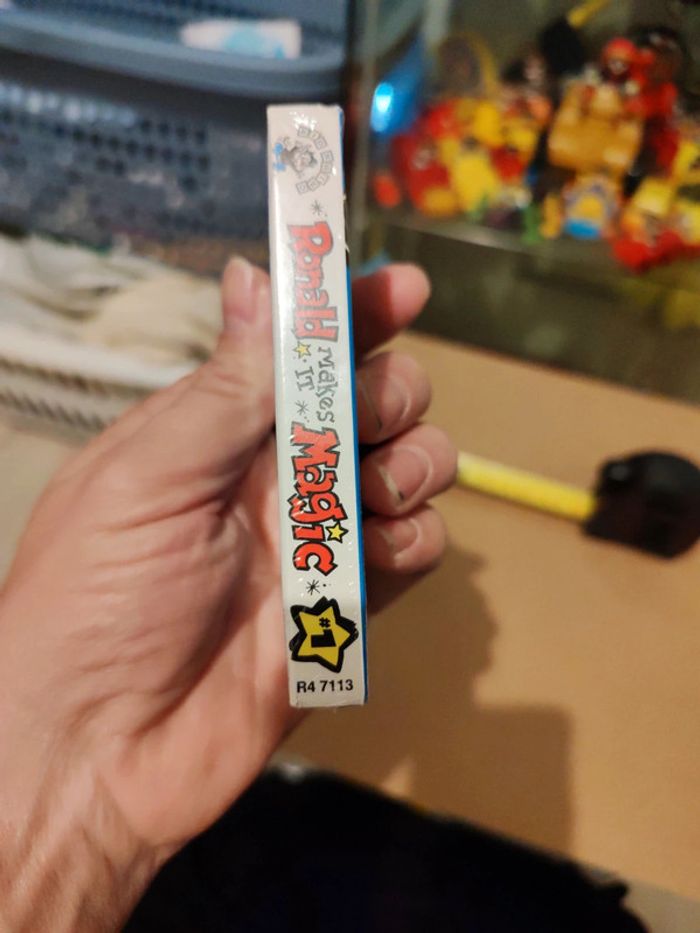 Ronald
Makes
IT
Magic
#1
R4 7113